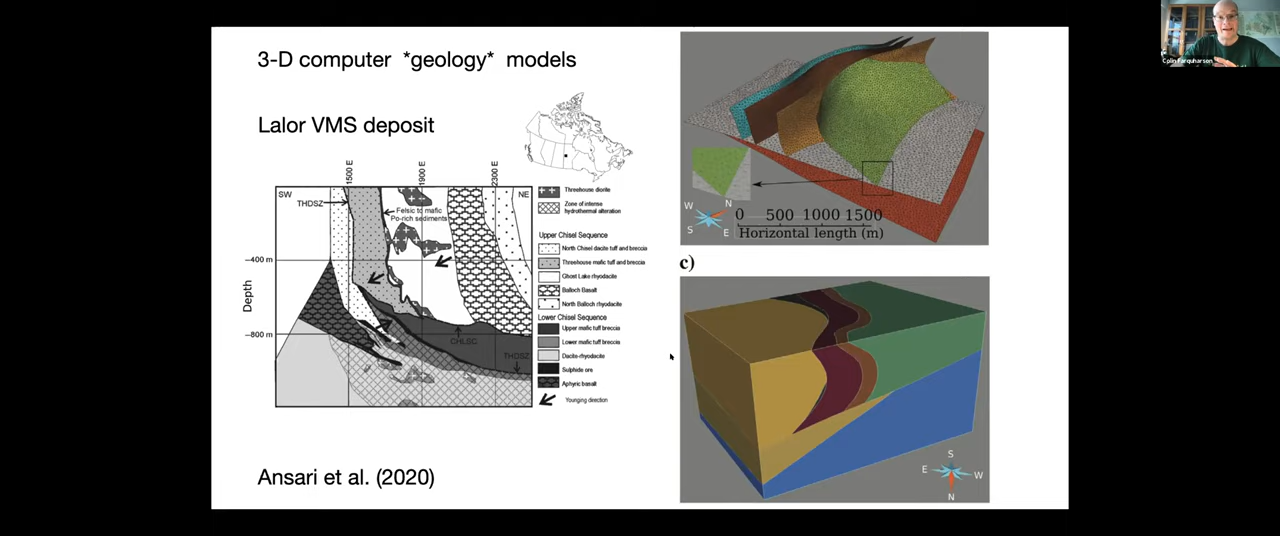 3-D computer *geology* models
Lalor VMS deposit
1500 E
1900 E
2300 E
SW
NE
THDSZ
Felsic to mafic
Po-rich sediments
-400 m
Depth
-800 m
CHLSC
THDSZ
Threehouse diorite
Zone of intense
hydrothermal alteration
Upper Chisel Sequence
North Chisel dacite tuff and breccia
Threehouse mafic tuff and breccia
Ghost Lake rhyodacite
Balloch Basalt
North Balloch rhyodacite
Lower Chisel Sequence
Upper mafic tuff breccia
Lower mafic tuff breccia
Dacite-rhyodacite
Sulphide ore
Aphyric basalt
Younging direction
Ansari et al. (2020)
W
N
S
E
0 500 1000 1500
Horizontal length (m)
c)
S
E
W
N
Colin Farquharson